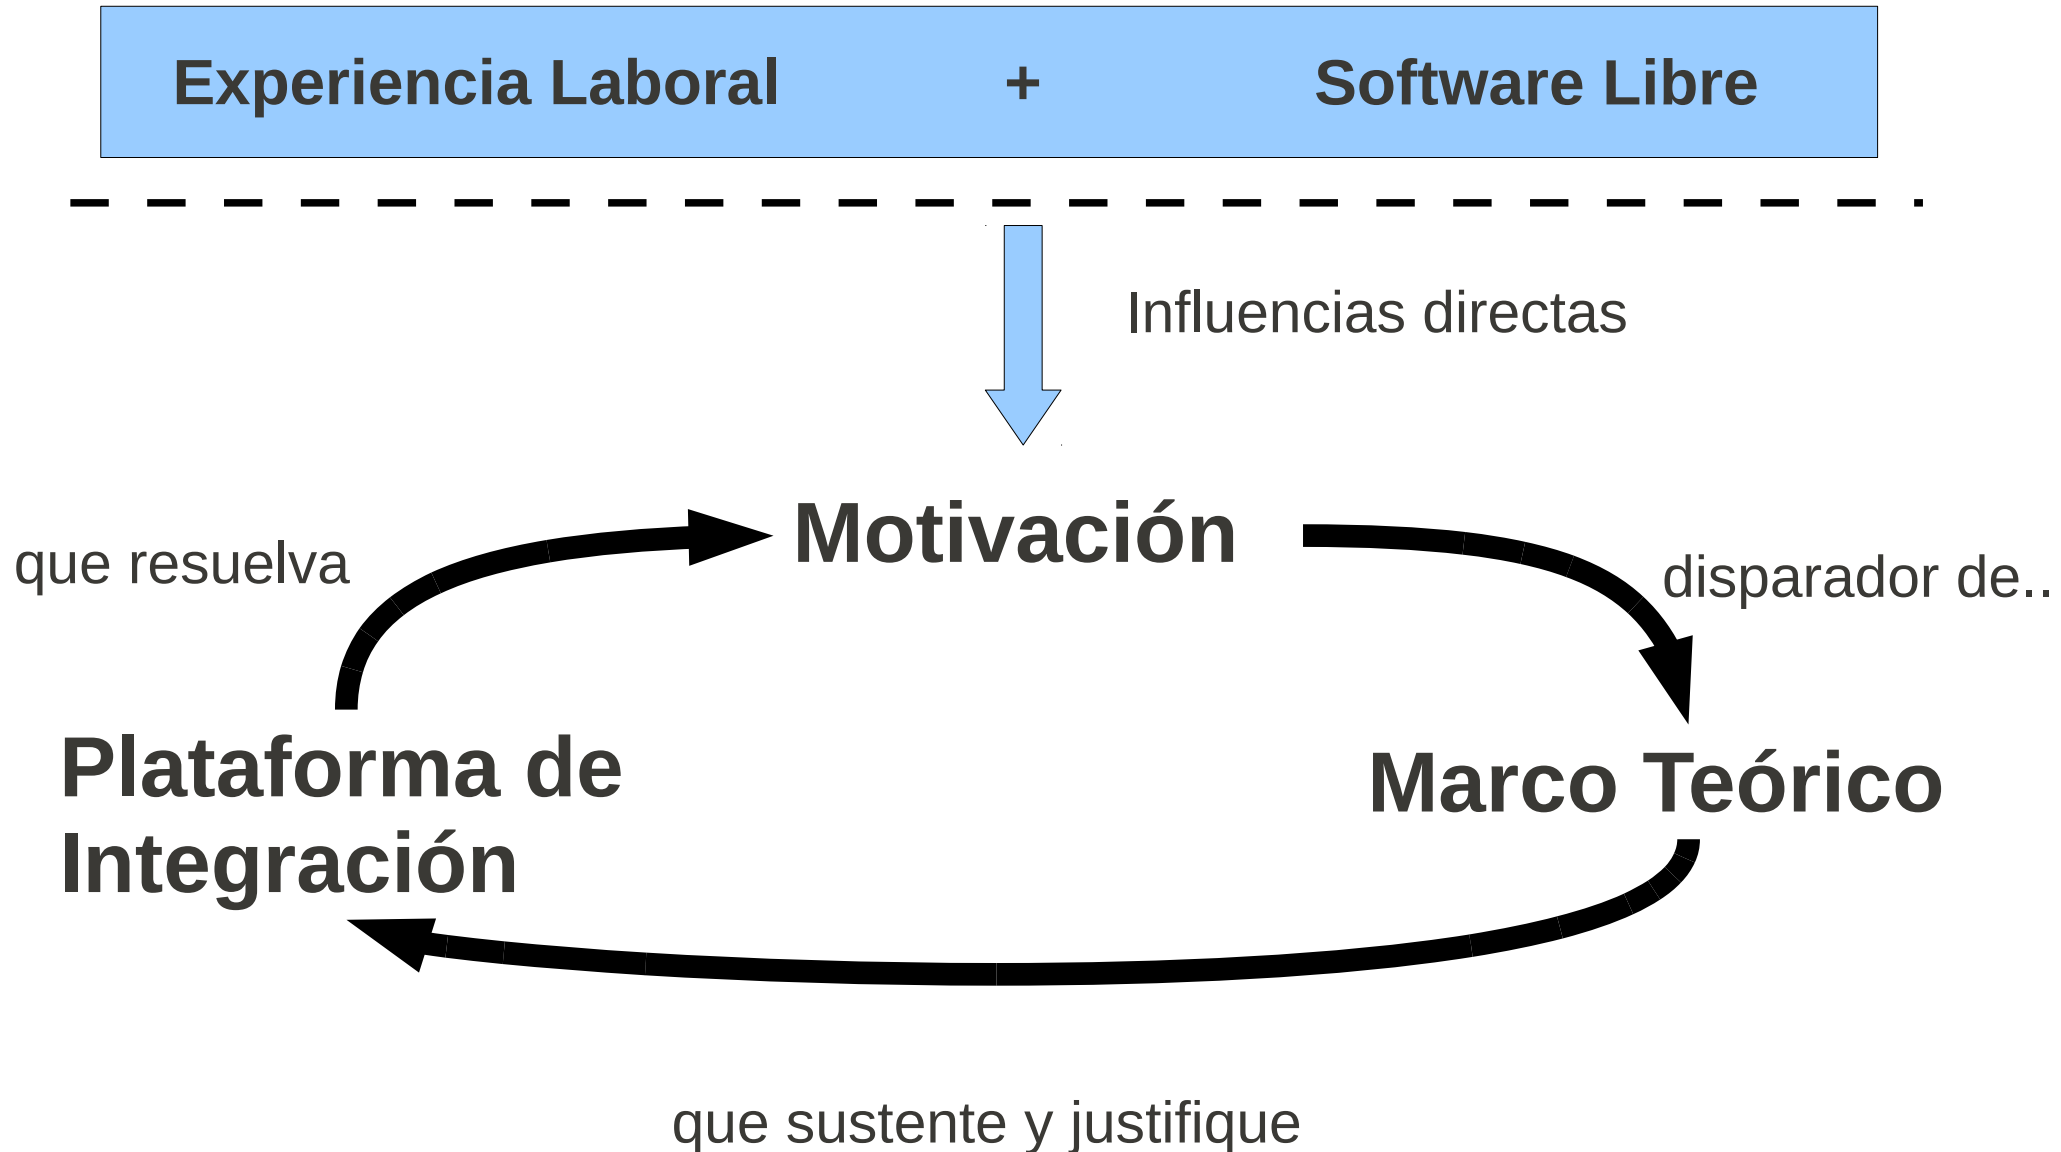 Experiencia Laboral + Software Libre
Influencias directas
Motivación
que resuelva
disparador de..
Plataforma de
Integración
Marco Teórico
que sustente y justifique